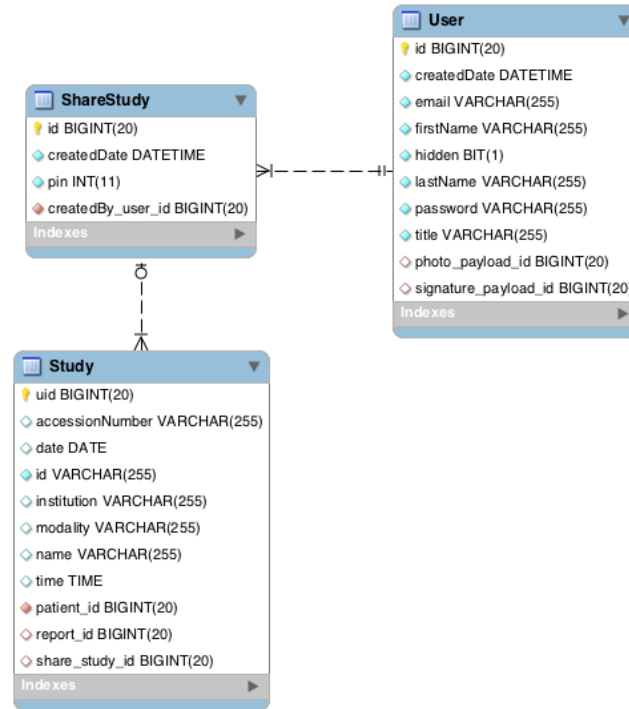 User
id BIGINT(20)
createdDate DATETIME
email VARCHAR(255)
firstName VARCHAR(255)
hidden BIT(1)
lastName VARCHAR(255)
password VARCHAR(255)
title VARCHAR(255)
photo_payload_id BIGINT(20)
signature_payload_id BIGINT(20)
Indexes
ShareStudy
id BIGINT(20)
createdDate DATETIME
pin INT(11)
createdBy_user_id BIGINT(20)
Indexes
Study
uid BIGINT(20)
accessionNumber VARCHAR(255)
date DATE
id VARCHAR(255)
institution VARCHAR(255)
modality VARCHAR(255)
name VARCHAR(255)
time TIME
patient_id BIGINT(20)
report_id BIGINT(20)
share_study_id BIGINT(20)
Indexes